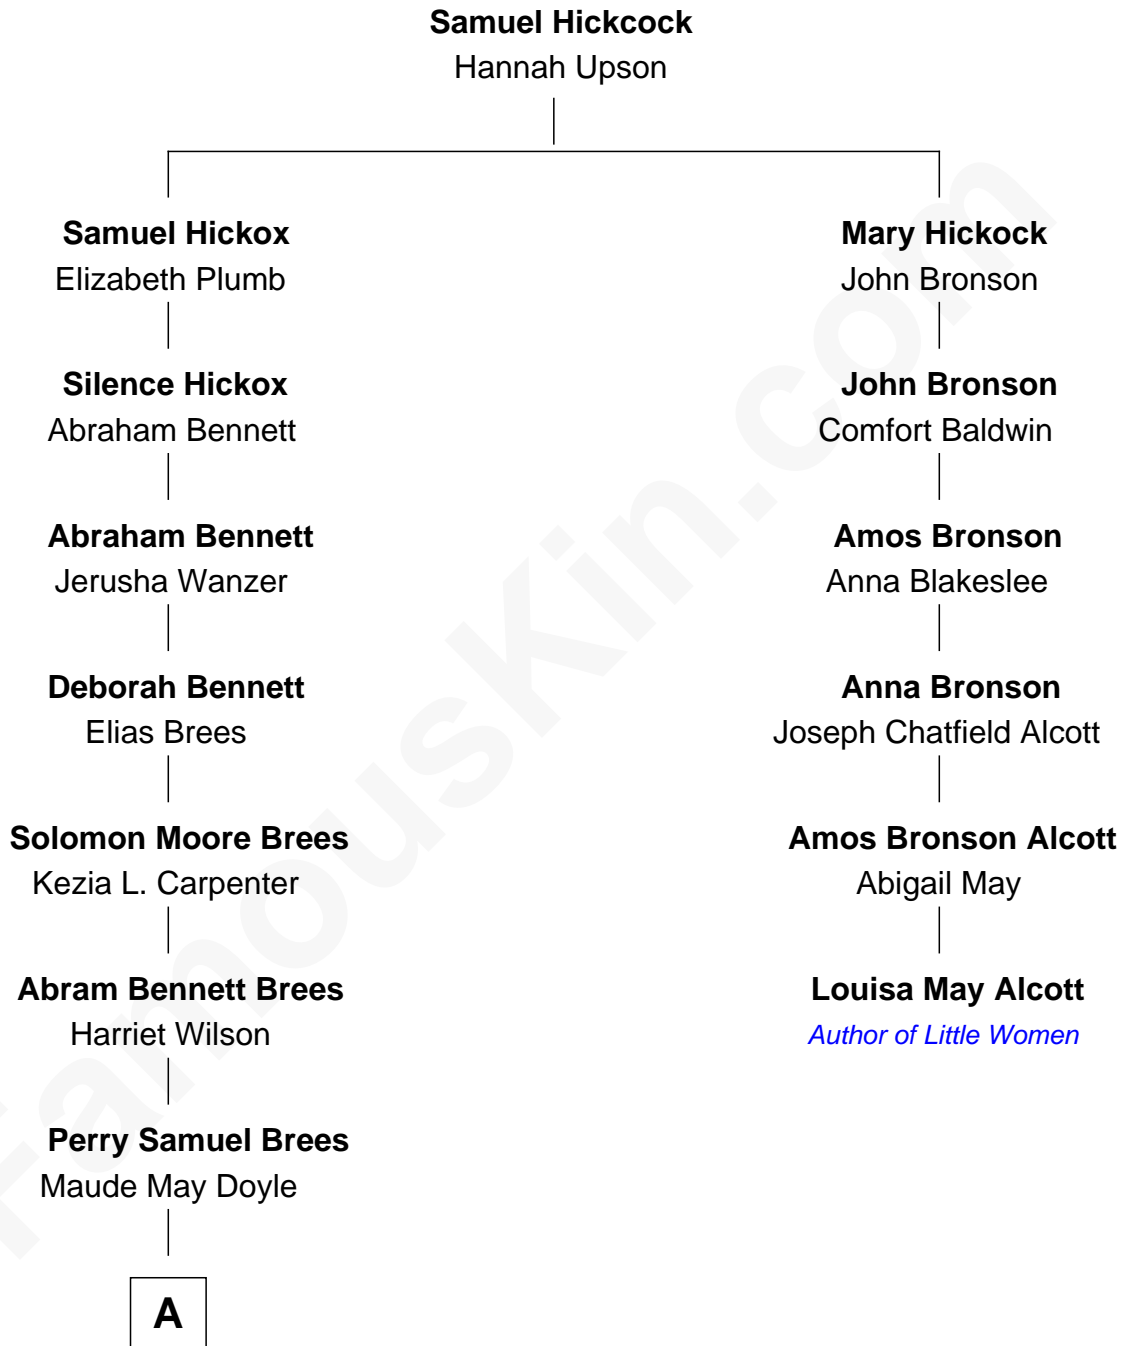 Samuel Hickcock
Hannah Upson
Samuel Hickox
Elizabeth Plumb
Mary Hickock
John Bronson
Silence Hickox
Abraham Bennett
John Bronson
Comfort Baldwin
Abraham Bennett
Jerusha Wanzer
Amos Bronson
Anna Blakeslee
Deborah Bennett
Elias Brees
Anna Bronson
Joseph Chatfield Alcott
Solomon Moore Brees
Kezia L. Carpenter
Amos Bronson Alcott
Abigail May
Abram Bennett Brees
Harriet Wilson
Louisa May Alcott
Author of Little Women
Perry Samuel Brees
Maude May Doyle
A
FamousKin.com